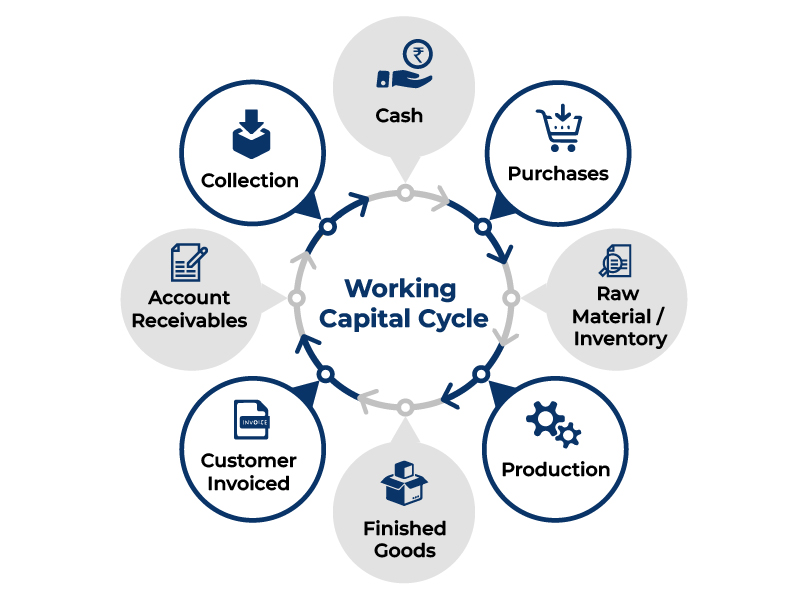 ₹
Cash
Collection
Purchases
Working
Capital Cycle
Account
Receivables
Raw
Material /
Inventory
INVOICE
Customer
Invoiced
Production
Finished
Goods